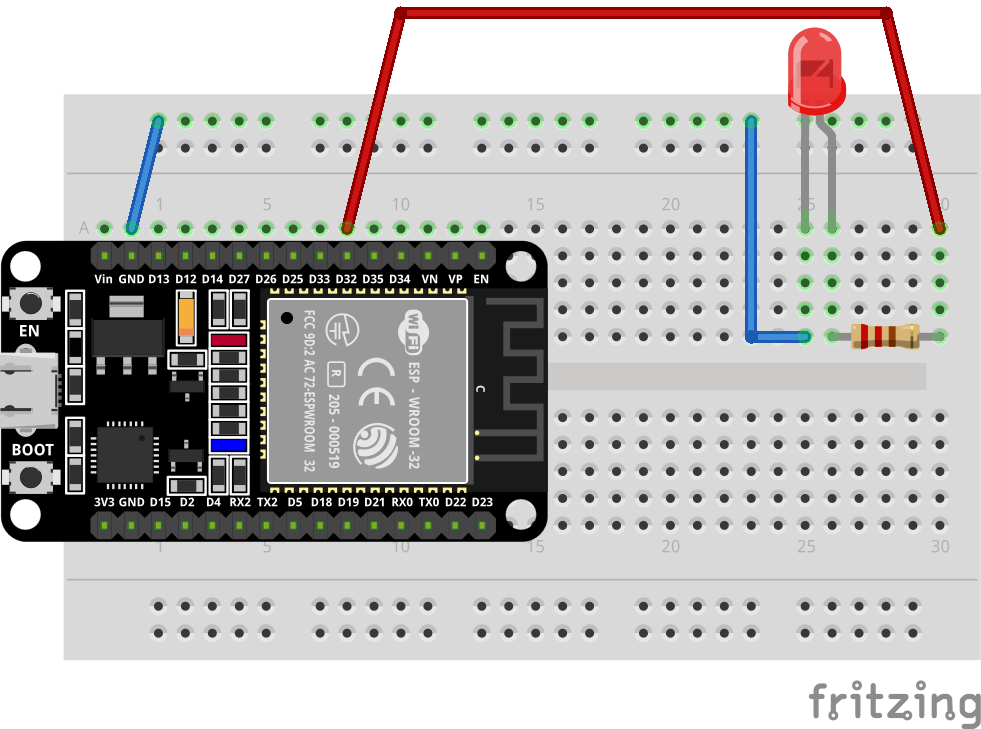 1 5 10 15 20 25 30
A
Vin GND D13 D12 D14 D27 D26 D25 D33 D32 D35 D34 VN VP EN
EN
BOOT
FCC 9D:2 AC 72-ESPWROOM 32
R
205 - 000519
CE
WiFi
ESP - WROOM -32
C
3V3 GND D15 D2 D4 RX2 TX2 D5 D18 D19 D21 RX0 TX0 D22 D23
1 5 10 15 20 25 30
fritzing